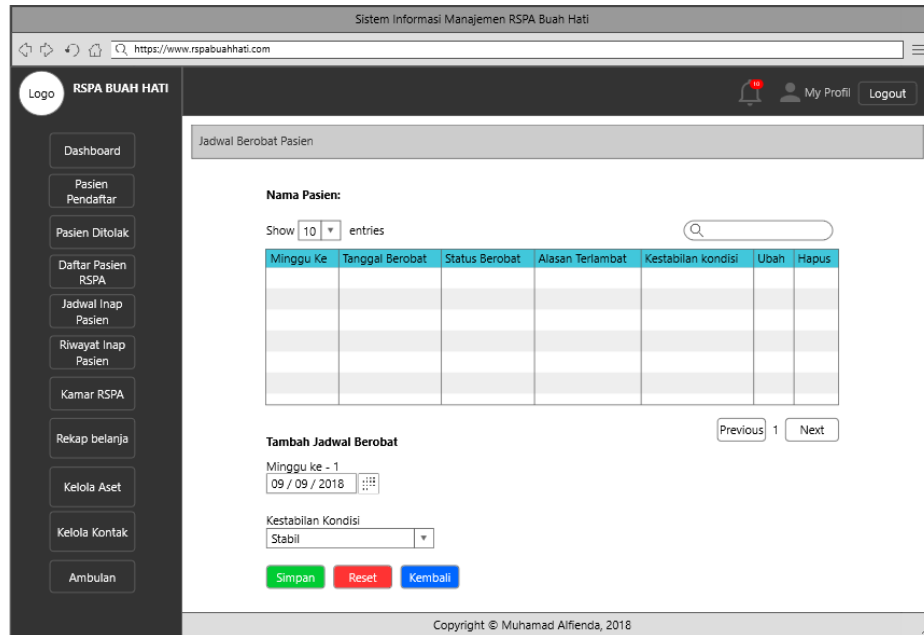 Sistem Informasi Manajemen RSPA Buah Hati
https://www.rspabuahhati.com
Logo
RSPA BUAH HATI
10
My Profil
Logout
Dashboard
Pasien
Pendaftar
Pasien Ditolak
Daftar Pasien
RSPA
Jadwal Inap
Pasien
Riwayat Inap
Pasien
Kamar RSPA
Rekap belanja
Kelola Aset
Kelola Kontak
Ambulan
Jadwal Berobat Pasien
Nama Pasien:
Show 10 entries
Minggu Ke Tanggal Berobat Status Berobat Alasan Terlambat Kestabilan kondisi Ubah Hapus
Previous 1 Next
Tambah Jadwal Berobat
Minggu ke - 1
09 / 09 / 2018
Kestabilan Kondisi
Stabil
Simpan Reset Kembali
Copyright © Muhamad Alfienda, 2018